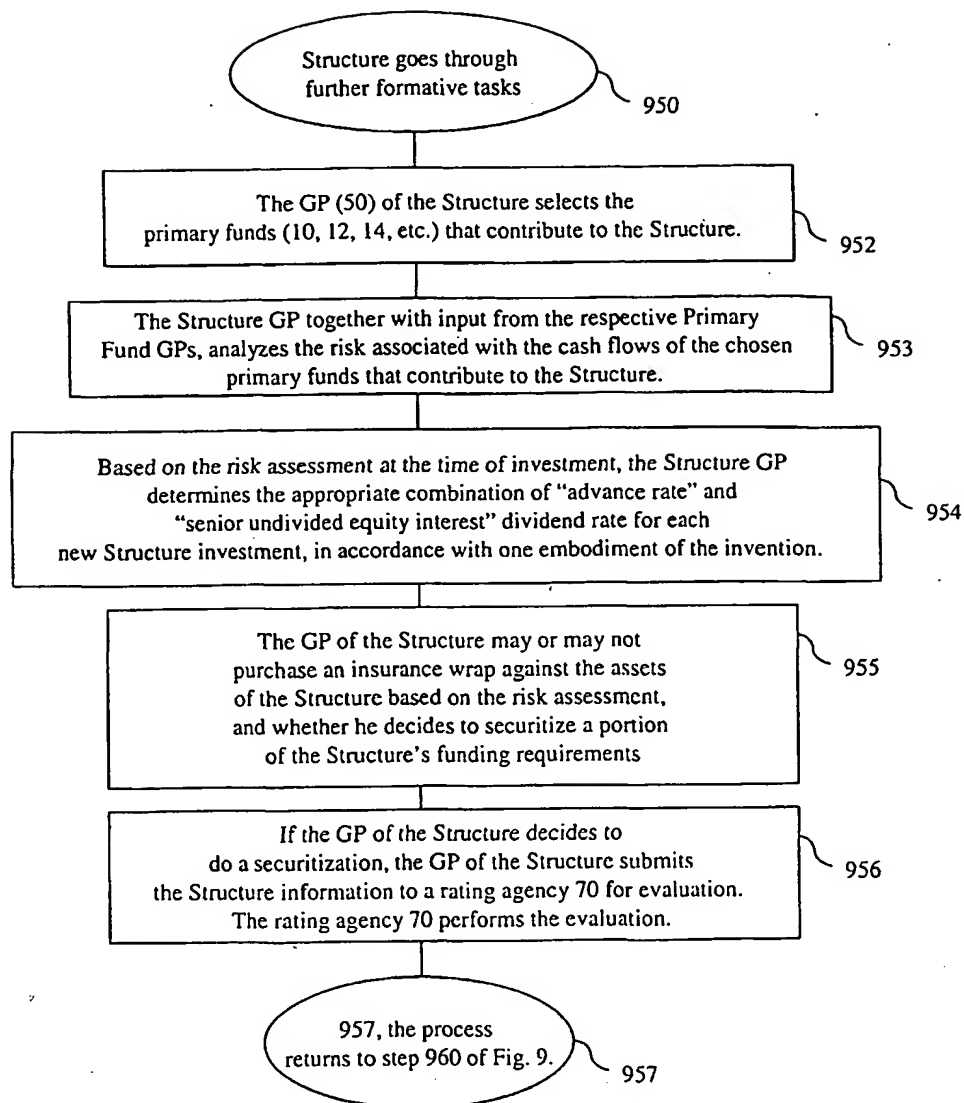 Structure goes through
further formative tasks
950
The GP (50) of the Structure selects the
primary funds (10, 12, 14, etc.) that contribute to the Structure.
952
The Structure GP together with input from the respective Primary
Fund GPs, analyzes the risk associated with the cash flows of the chosen
primary funds that contribute to the Structure.
953
Based on the risk assessment at the time of investment, the Structure GP
determines the appropriate combination of “advance rate” and
“senior undivided equity interest” dividend rate for each
new Structure investment, in accordance with one embodiment of the invention.
954
The GP of the Structure may or may not
purchase an insurance wrap against the assets
of the Structure based on the risk assessment,
and whether he decides to securitize a portion
of the Structure’s funding requirements
955
If the GP of the Structure decides to
do a securitization, the GP of the Structure submits
the Structure information to a rating agency 70 for evaluation.
The rating agency 70 performs the evaluation.
956
957, the process
returns to step 960 of Fig. 9.
957